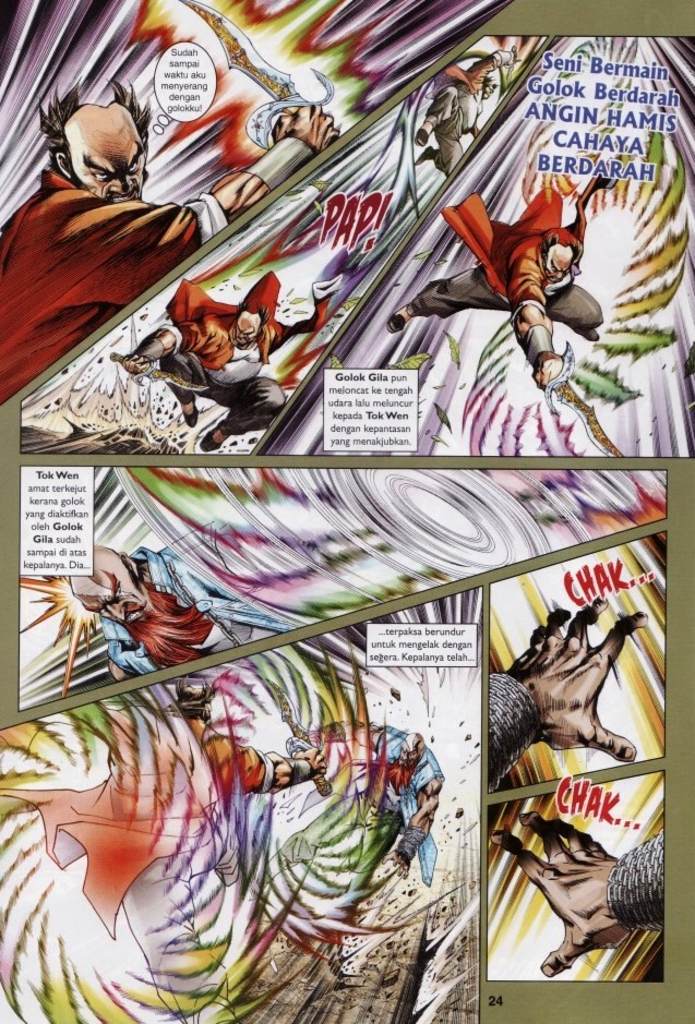 Sudah
sampai
waktu aku
menyerang
dengan
golokku!
Seni Bermain
Golok Berdarah
ANGIN HAMIS
CAHAYA
BERDARAH
PAP!
Golok Gila pun
meloncat ke tengah
udara lalu meluncur
kepada Tok Wen
dengan kepantasan
yang menakjubkan.
Tok Wen
amat terkejut
kerana golok
yang diaktifkan
oleh Golok
Gila sudah
sampai di atas
kepalanya. Dia...
...terpaksa berundur
untuk mengelak dengan
segera. Kepalanya telah...
CHAK...
CHAK...
24